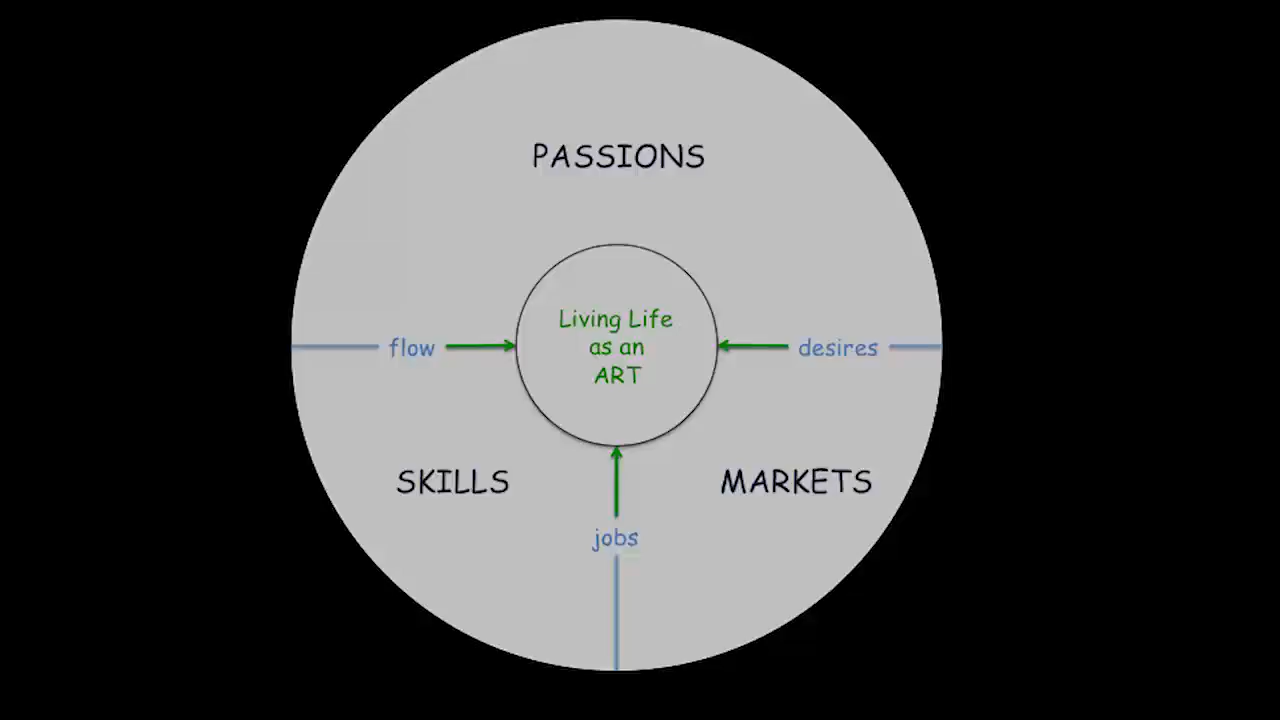 PASSIONS
Living Life
as an
ART
flow
desires
SKILLS
MARKETS
jobs